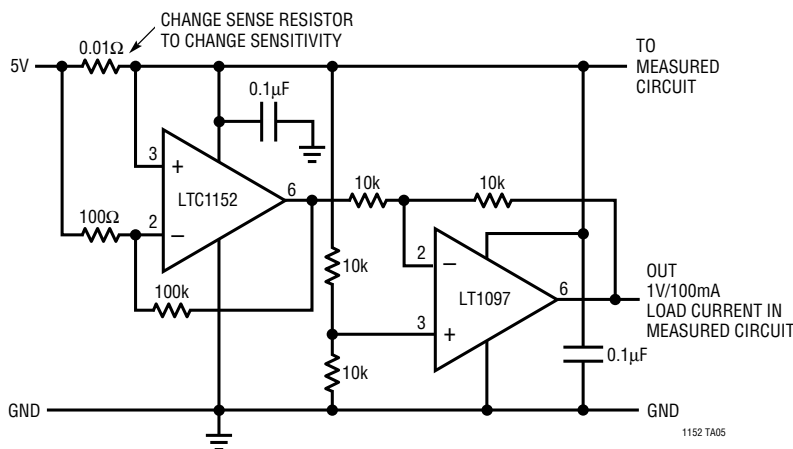 CHANGE SENSE RESISTOR
TO CHANGE SENSITIVITY
0.01Ω
5V
TO
MEASURED
CIRCUIT
0.1µF
3
+
LTC1152
6
10k
10k
100Ω
2
–
100k
10k
2
–
LT1097
6
3
+
OUT
1V/100mA
LOAD CURRENT IN
MEASURED CIRCUIT
10k
0.1µF
GND
GND
1152 TA05